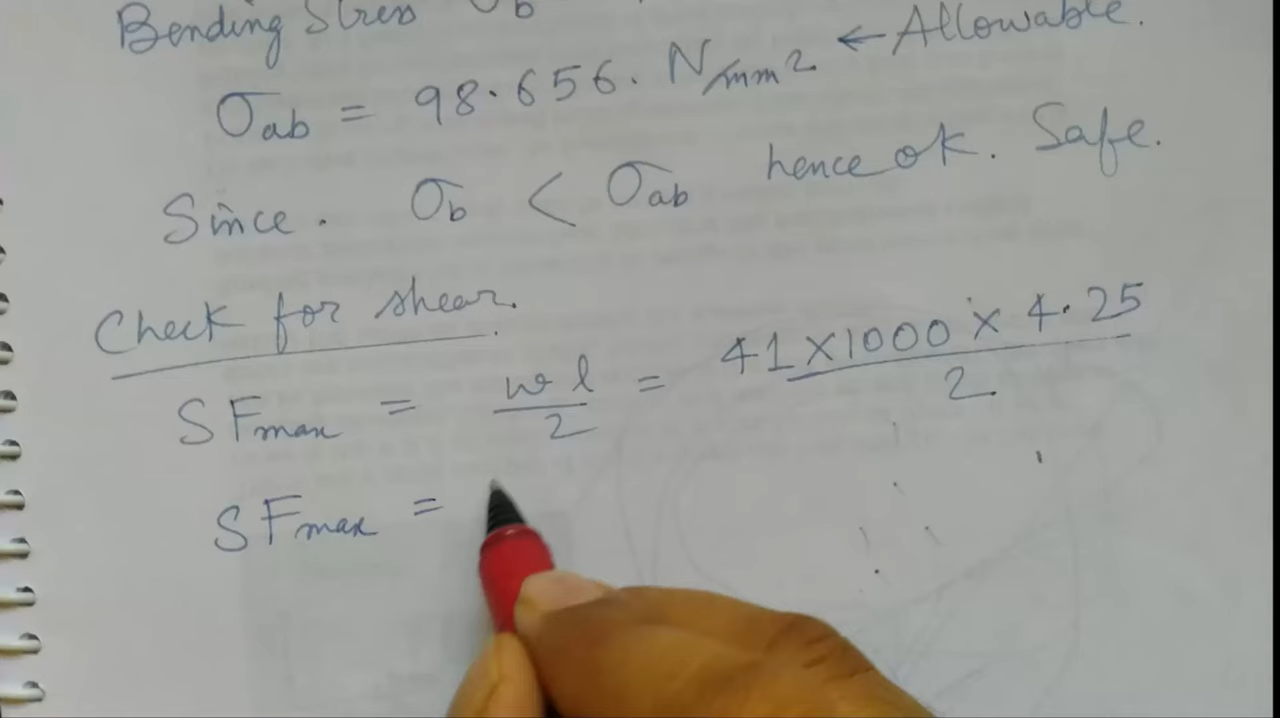 Bending Stress σb
σab = 98.656. N/mm2 ← Allowable.
Since. σb < σab hence ok. Safe.
Check for shear.
SFmax = wl/2 = 41×1000×4.25/2
SFmax =